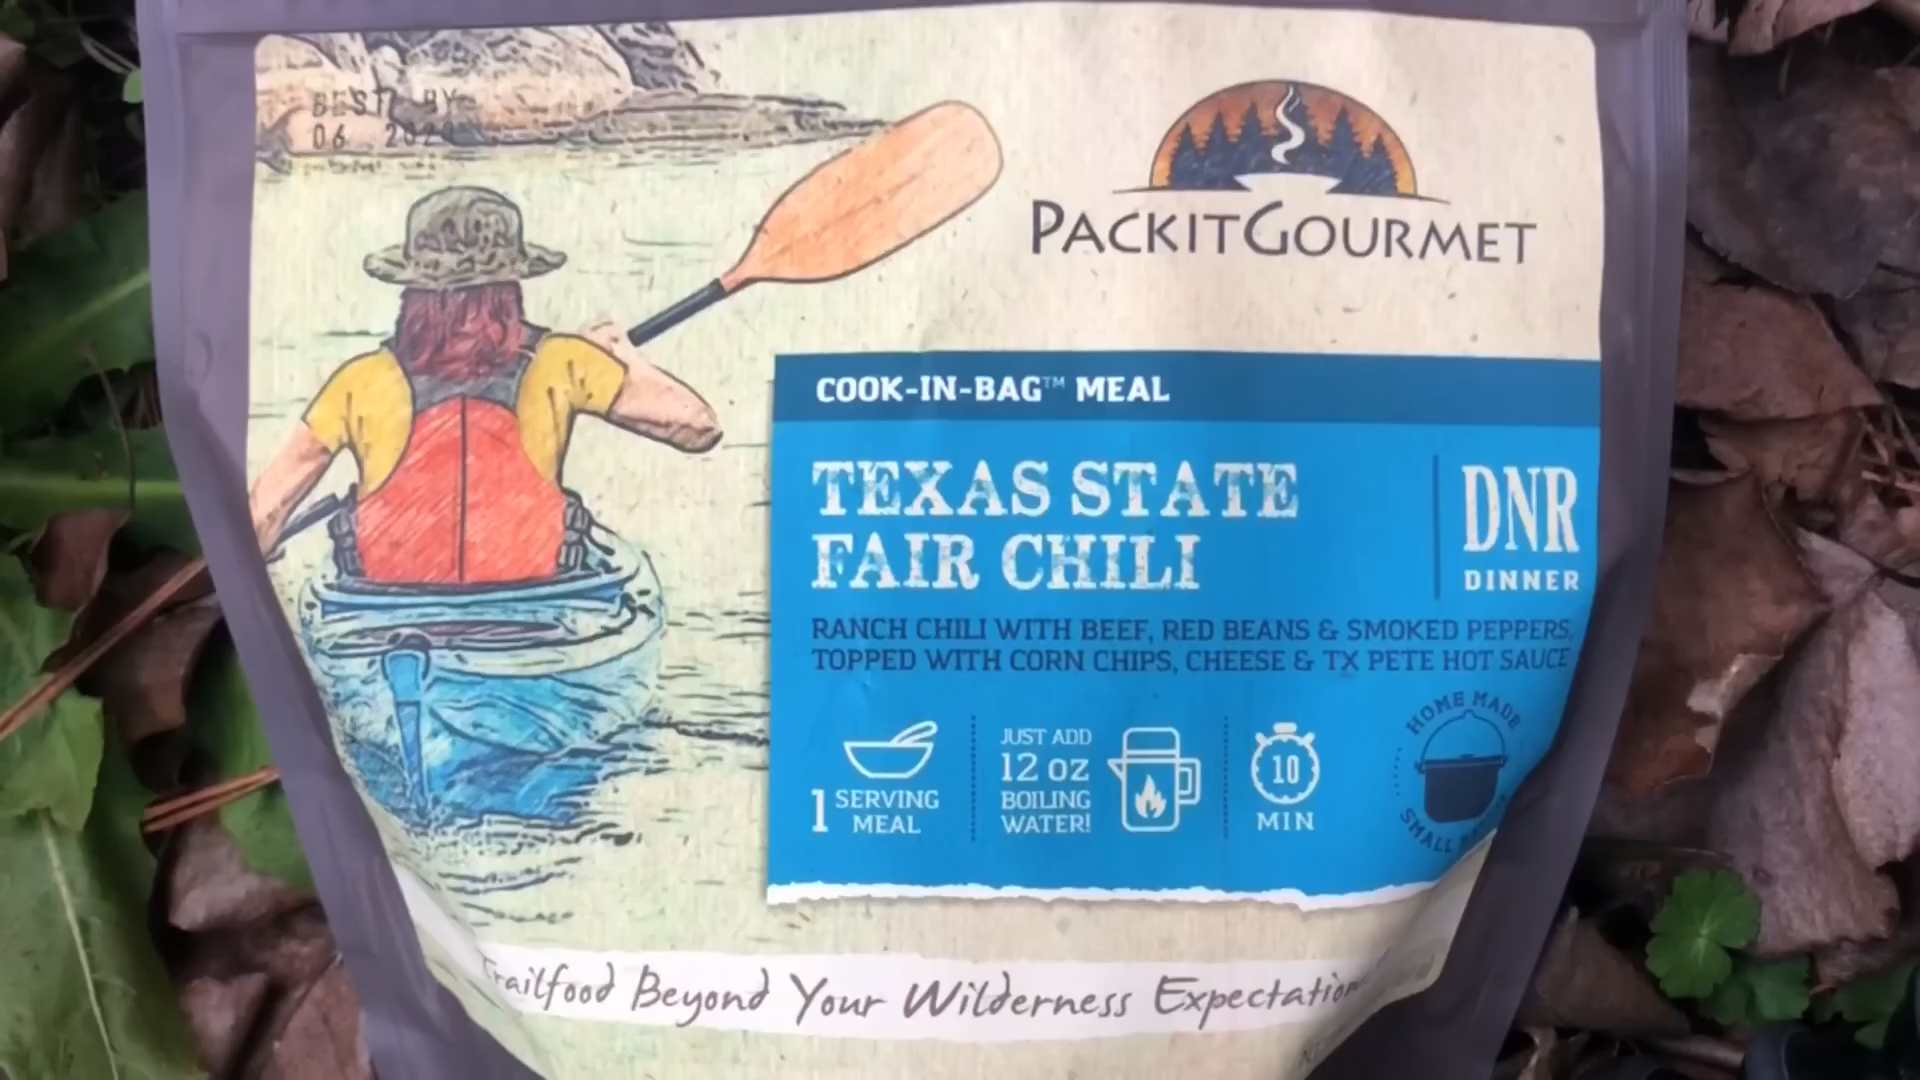 BEST BY
06
PACKITGOURMET
COOK-IN-BAG™ MEAL
TEXAS STATE
FAIR CHILI
DNR
DINNER
RANCH CHILI WITH BEEF, RED BEANS & SMOKED PEPPERS,
TOPPED WITH CORN CHIPS, CHEESE & TX PETE HOT SAUCE
1 SERVING
MEAL
JUST ADD
12 OZ
BOILING
WATER!
10
MIN
HOME MADE
SMALL
Trailfood Beyond Your Wilderness Expectation